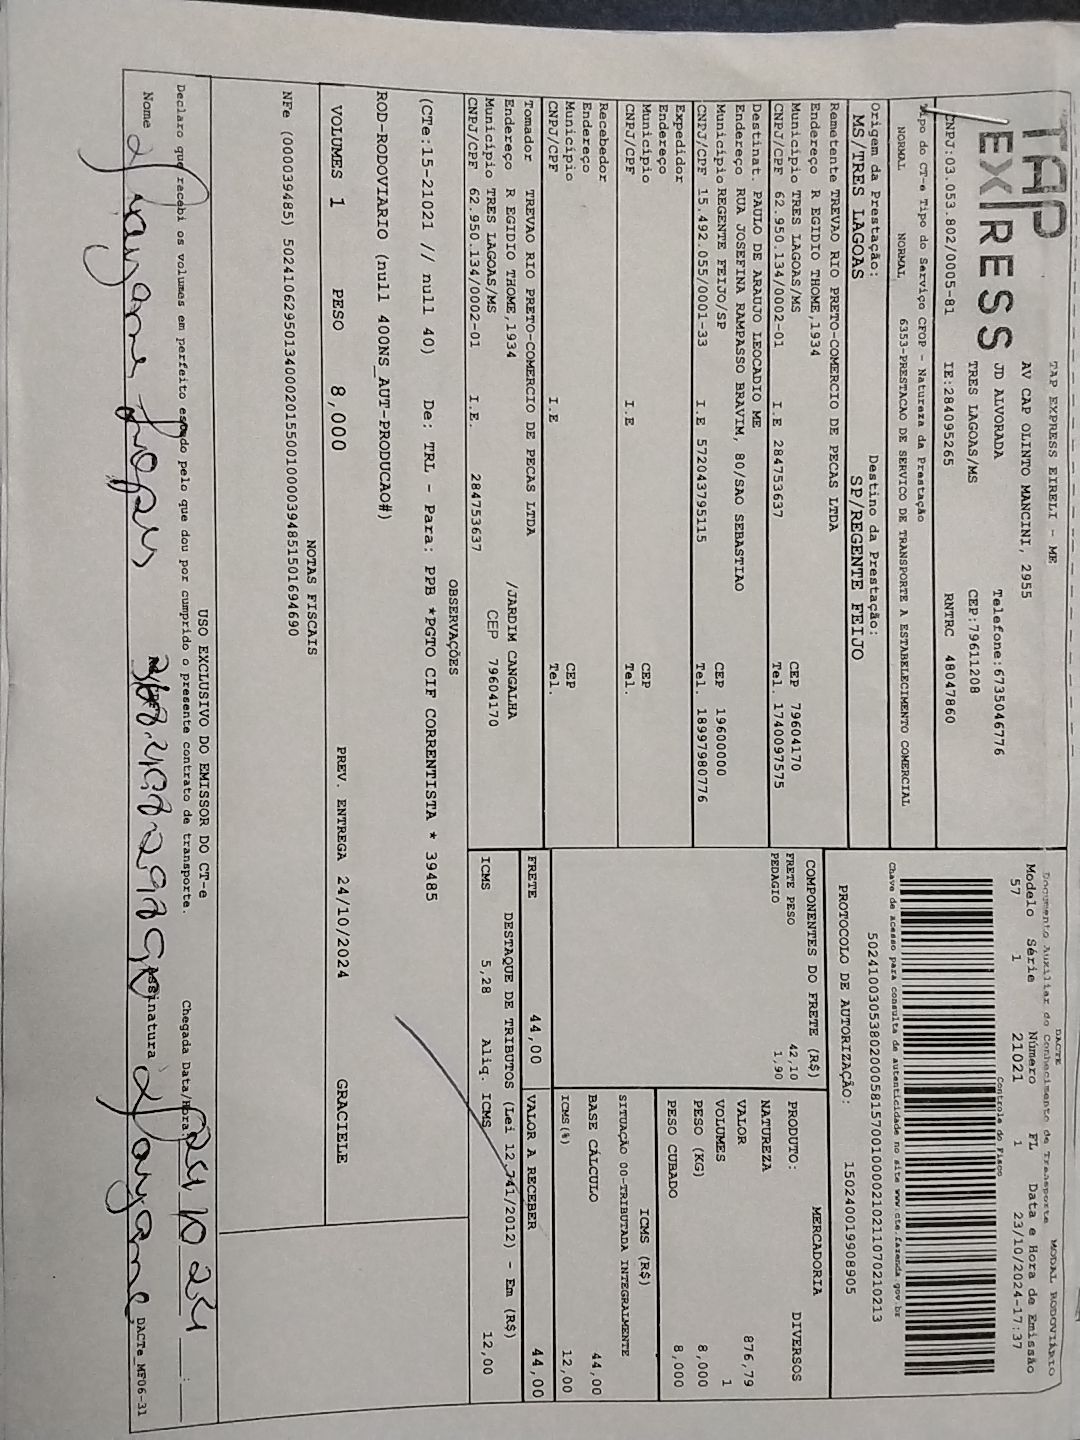 TAP
EXPRESS
TAP EXPRESS EIRELI - ME
AV CAP OLINTO MANCINI, 2955
JD ALVORADA Telefone:6735046776
TRES LAGOAS/MS CEP:79611208
CNPJ:03.053.802/0005-81 IE:284095265 RNTRC 48047860
Tipo do CT-e Tipo do Serviço CFOP - Natureza da Prestação
NORMAL NORMAL 6353-PRESTACAO DE SERVICO DE TRANSPORTE A ESTABELECIMENTO COMERCIAL
Origem da Prestação: Destino da Prestação:
MS/TRES LAGOAS SP/REGENTE FEIJO
Remetente TREVAO RIO PRETO-COMERCIO DE PECAS LTDA
Endereço R EGIDIO THOME,1934
Município TRES LAGOAS/MS CEP 79604170
CNPJ/CPF 62.950.134/0002-01 I.E 284753637 Tel. 1740097575
Destinat. PAULO DE ARAUJO LEOCADIO ME
Endereço RUA JOSEFINA RAMPASSO BRAVIM, 80/SAO SEBASTIAO
Município REGENTE FEIJO/SP CEP 19600000
CNPJ/CPF 15.492.055/0001-33 I.E 572043795115 Tel. 18997980776
Expedidor
Endereço
Município CEP
CNPJ/CPF I.E Tel.
Recebedor
Endereço
Município CEP
CNPJ/CPF I.E Tel.
Tomador TREVAO RIO PRETO-COMERCIO DE PECAS LTDA
Endereço R EGIDIO THOME,1934 /JARDIM CANGALHA
Município TRES LAGOAS/MS CEP 79604170
CNPJ/CPF 62.950.134/0002-01 I.E. 284753637
DACTE MODAL RODOVIÁRIO
Documento Auxiliar do Conhecimento de Transporte
Modelo Série Número FL Data e Hora de Emissão
57 1 21021 1 23/10/2024-17:37
Controle do Fisco
Chave de acesso para consulta de autenticidade no site www.cte.fazenda.gov.br
50241003053802000581570010000210211070210213
PROTOCOLO DE AUTORIZAÇÃO: 150240019908905
COMPONENTES DO FRETE (R$)
FRETE PESO 42,10
PEDAGIO 1,90
MERCADORIA
PRODUTO: DIVERSOS
NATUREZA
VALOR 876,79
VOLUMES 1
PESO (KG) 8,000
PESO CUBADO 8,000
ICMS (R$)
SITUAÇÃO 00-TRIBUTADA INTEGRALMENTE
BASE CÁLCULO 44,00
ICMS(%) 12,00
FRETE 44,00 VALOR A RECEBER 44,00
DESTAQUE DE TRIBUTOS (Lei 12.741/2012) - Em (R$)
ICMS 5,28 Aliq. ICMS 12,00
OBSERVAÇÕES
(CTe:15-21021 // null 40) De: TRL - Para: PPB *PGTO CIF CORRENTISTA * 39485
ROD-RODOVIARIO (null 400NS_AUT-PRODUCAO#)
VOLUMES 1 PESO 8,000 PREV. ENTREGA 24/10/2024 GRACIELE
NOTAS FISCAIS
NFe (000039485) 50241062950134000201550010000394851501694690
USO EXCLUSIVO DO EMISSOR DO CT-e
Declaro que recebi os volumes em perfeito estado pelo que dou por cumprido o presente contrato de transporte. Chegada Data/Hora: 24 10 24
Nome Assinatura DACTe_MF06-31